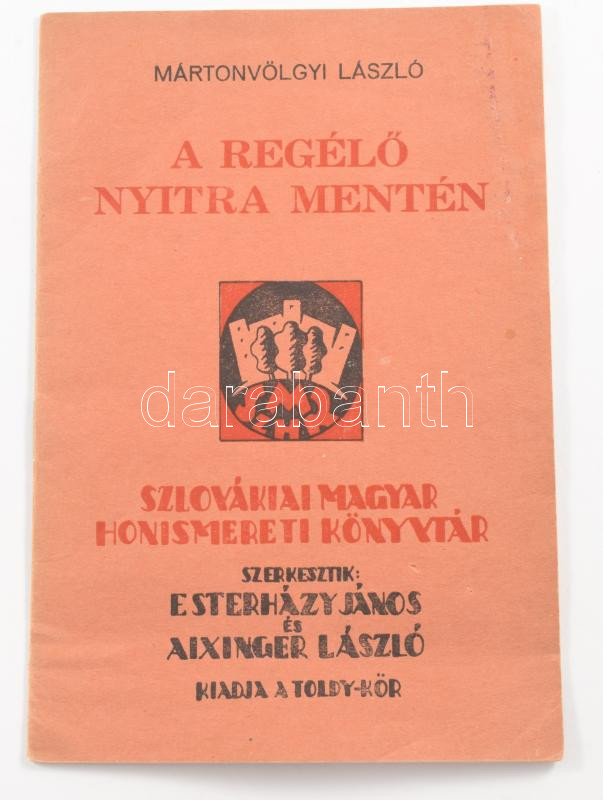 MÁRTONVÖLGYI LÁSZLÓ
A REGÉLŐ
NYITRA MENTÉN
darabanth
SZLOVÁKIAI MAGYAR
HONISMERETI KÖNYVTÁR
SZERKESZTIK:
ESTERHÁZY JÁNOS
ÉS
AIXINGER LÁSZLÓ
KIADJA A TOLDY-KÖR